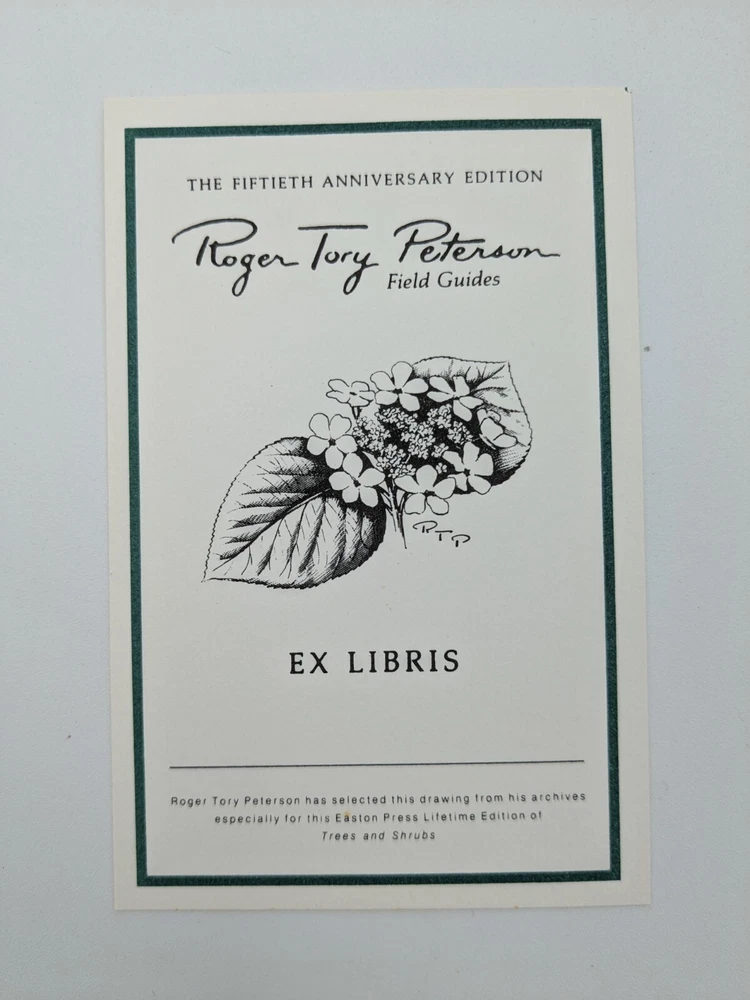 THE FIFTIETH ANNIVERSARY EDITION
Roger Tory Peterson
Field Guides
RTP
EX LIBRIS
Roger Tory Peterson has selected this drawing from his archives
especially for this Easton Press Lifetime Edition of
Trees and Shrubs